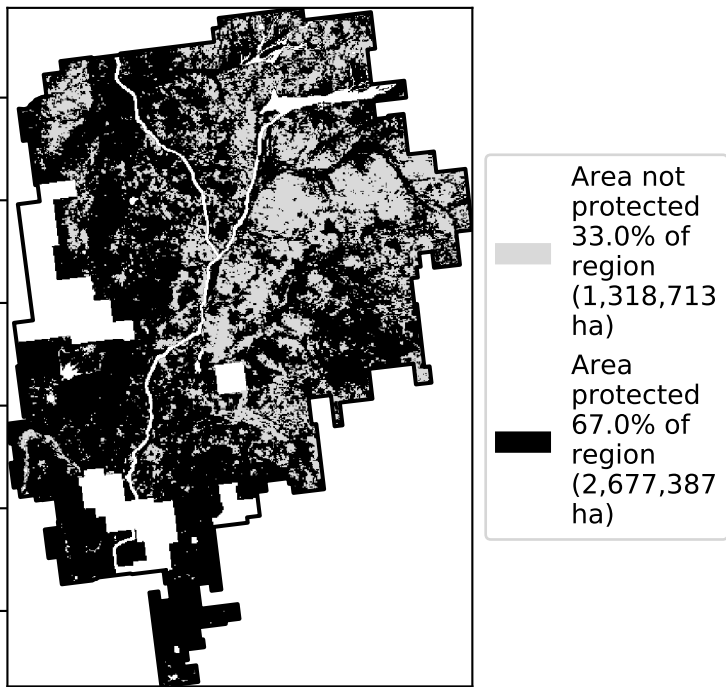 Area not
protected
33.0% of
region
(1,318,713
ha)
Area
protected
67.0% of
region
(2,677,387
ha)